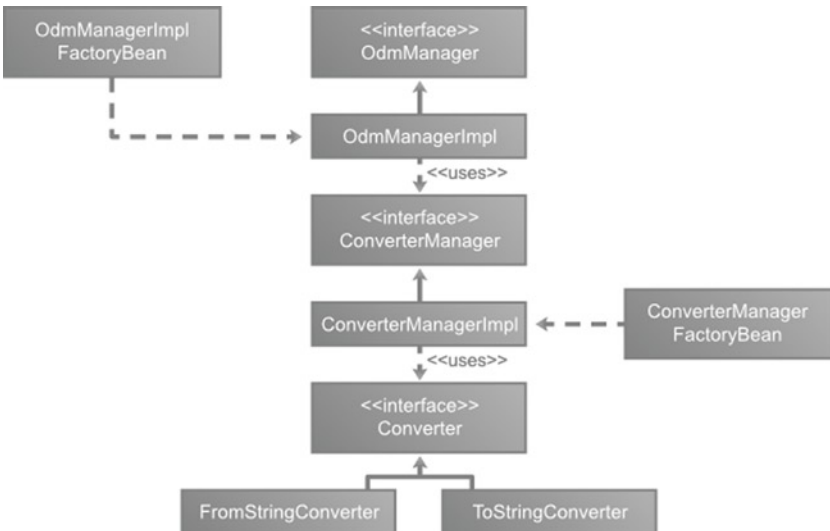 OdmManagerImpl
FactoryBean
<<interface>>
OdmManager
OdmManagerImpl
<<uses>>
<<interface>>
ConverterManager
ConverterManagerImpl
ConverterManager
FactoryBean
<<uses>>
<<interface>>
Converter
FromStringConverter
ToStringConverter